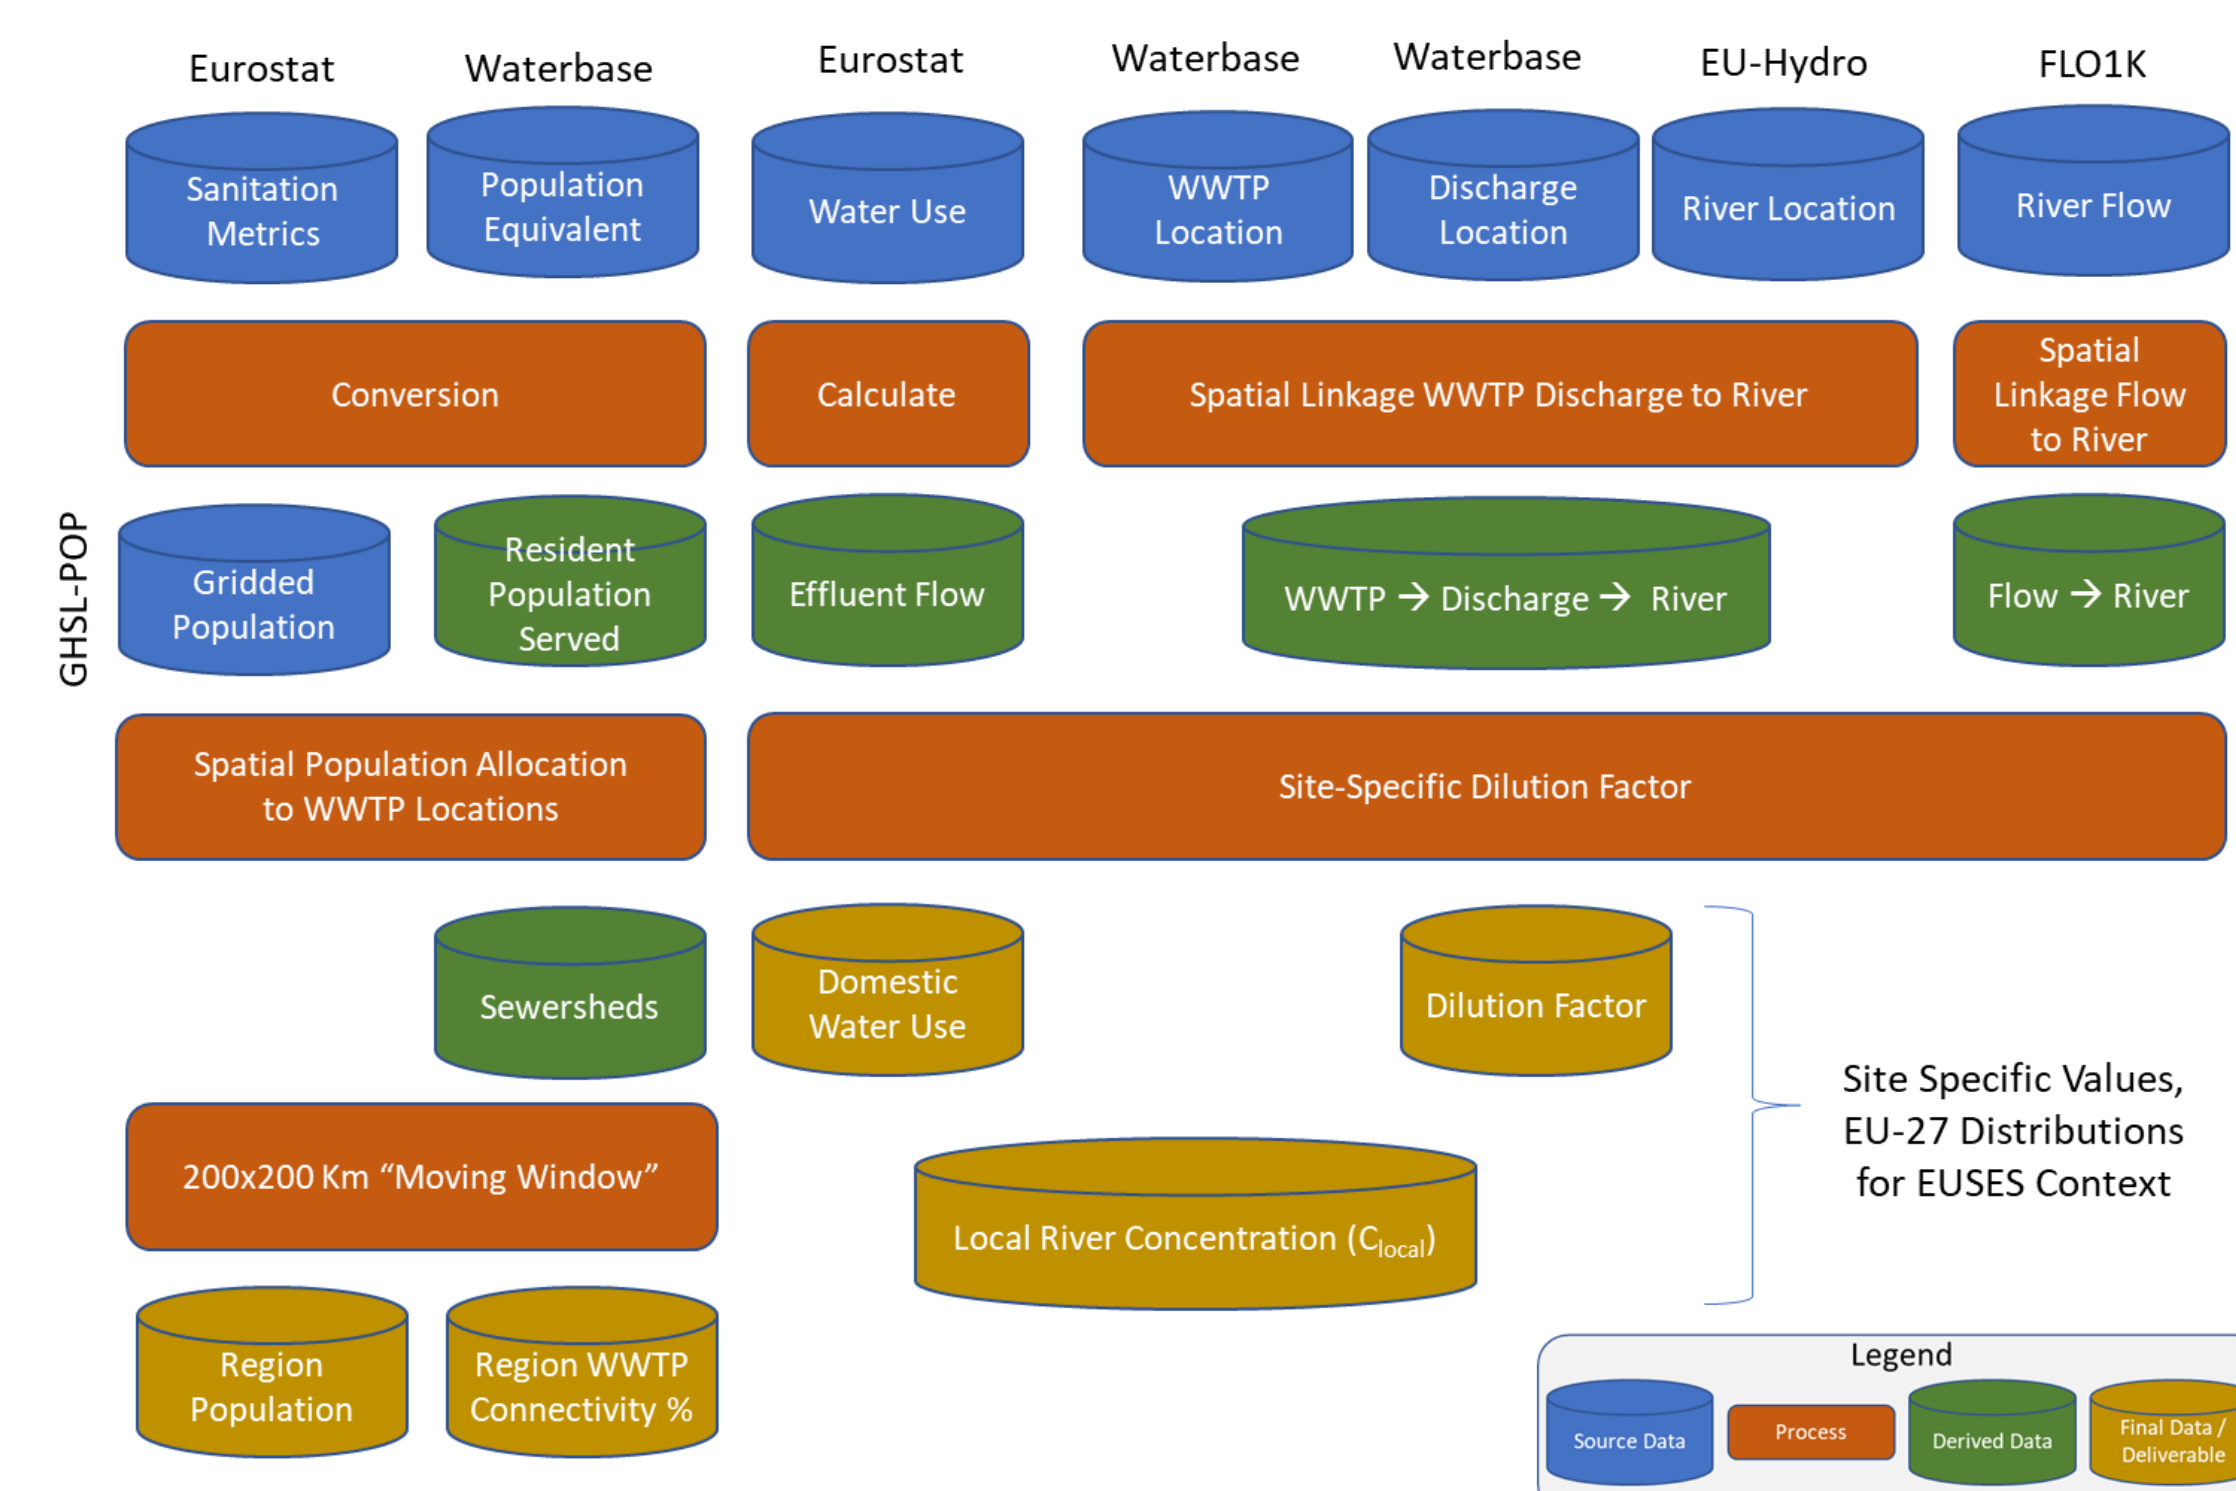 Eurostat
Waterbase
Eurostat
Waterbase
Waterbase
EU-Hydro
FLO1K
Sanitation
Metrics
Population
Equivalent
Water Use
WWTP
Location
Discharge
Location
River Location
River Flow
Conversion
Calculate
Spatial Linkage WWTP Discharge to River
Spatial
Linkage Flow
to River
GHSL-POP
Gridded
Population
Resident
Population
Served
Effluent Flow
WWTP → Discharge → River
Flow → River
Spatial Population Allocation
to WWTP Locations
Site-Specific Dilution Factor
Sewersheds
Domestic
Water Use
Dilution Factor
200x200 Km “Moving Window”
Local River Concentration (Clocal)
Site Specific Values,
EU-27 Distributions
for EUSES Context
Region
Population
Region WWTP
Connectivity %
Legend
Source Data
Process
Derived Data
Final Data /
Deliverable